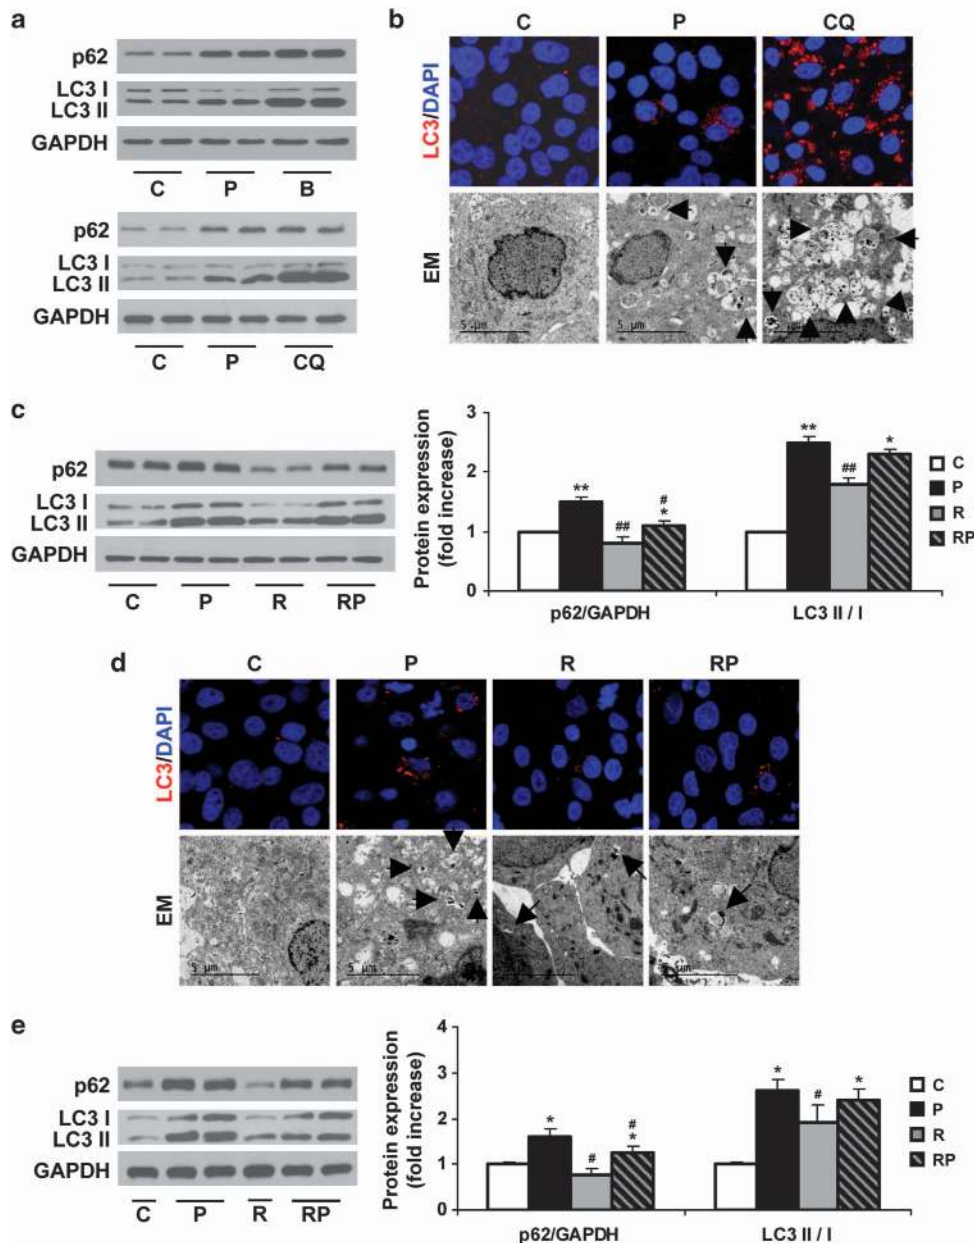 a
p62
LC3 I
LC3 II
GAPDH
C P B
p62
LC3 I
LC3 II
GAPDH
C P CQ
b
C P CQ
LC3/DAPI
EM
5 µm 5 µm
c
p62
LC3 I
LC3 II
GAPDH
C P R RP
Protein expression
(fold increase)
3
2
1
0
**
##
#
*
**
##
*
p62/GAPDH LC3 II / I
C
P
R
RP
d
C P R RP
LC3/DAPI
EM
5 µm 5 µm 5 µm
e
p62
LC3 I
LC3 II
GAPDH
C P R RP
Protein expression
(fold increase)
4
3
2
1
0
*
#
#
*
*
#
*
p62/GAPDH LC3 II / I
C
P
R
RP